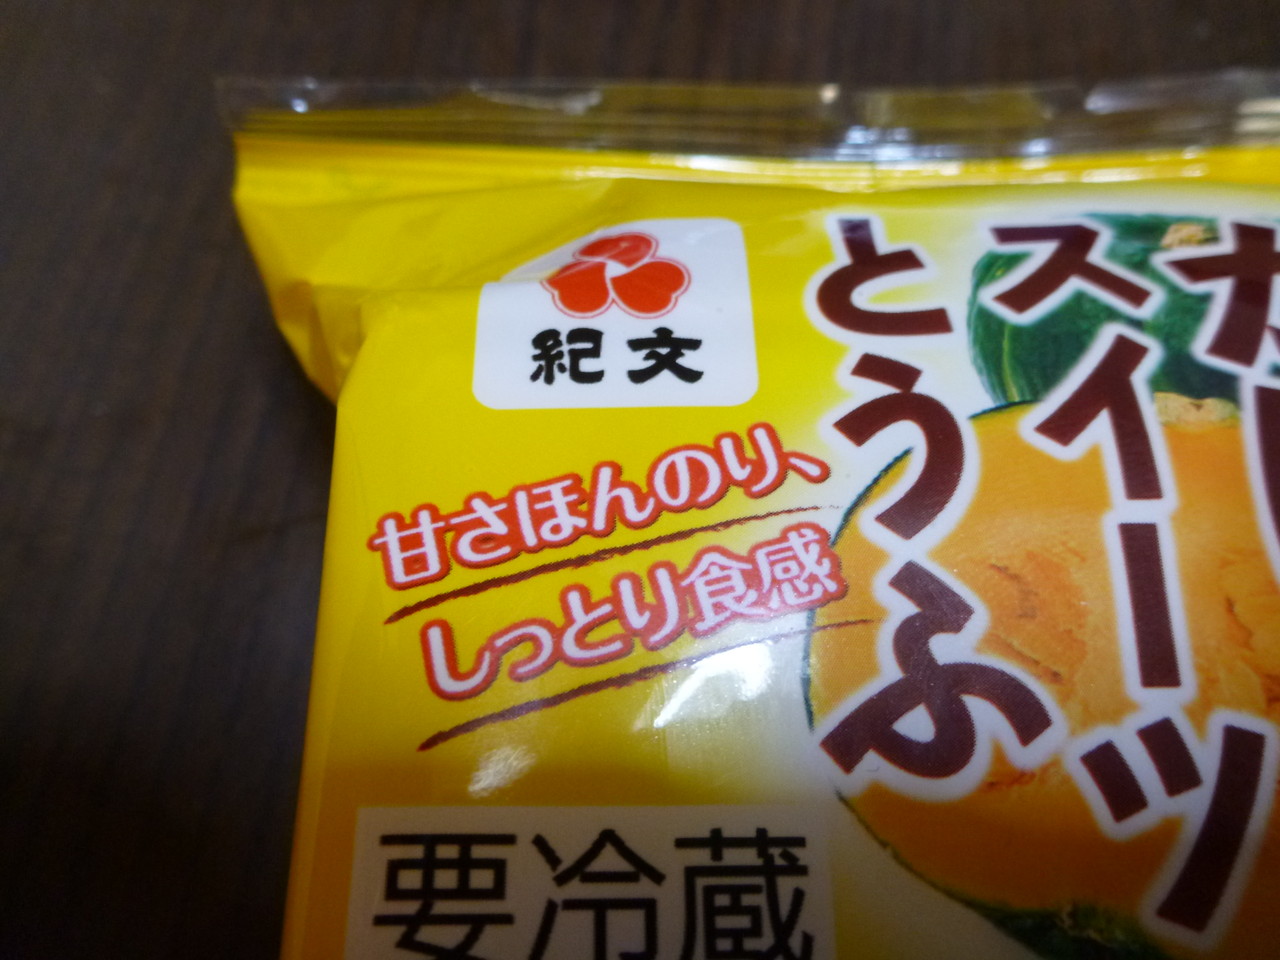 紀文
スイーツ
とうふ
甘さほんのり、
しっとり食感
要冷蔵